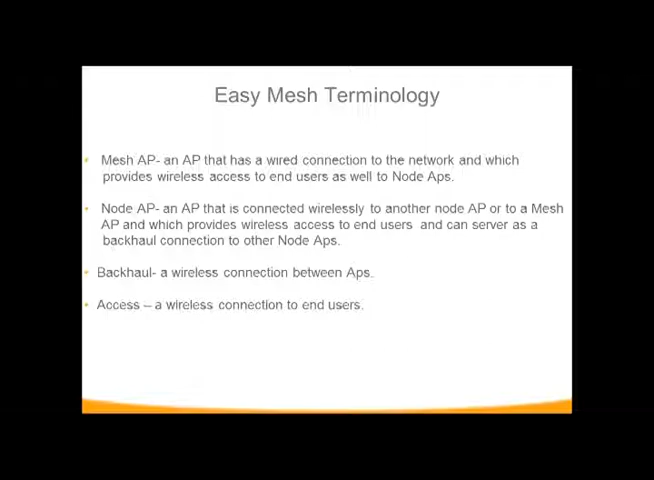 Easy Mesh Terminology
• Mesh AP- an AP that has a wired connection to the network and which
provides wireless access to end users as well to Node Aps.
• Node AP- an AP that is connected wirelessly to another node AP or to a Mesh
AP and which provides wireless access to end users and can server as a
backhaul connection to other Node Aps.
• Backhaul- a wireless connection between Aps.
• Access – a wireless connection to end users.